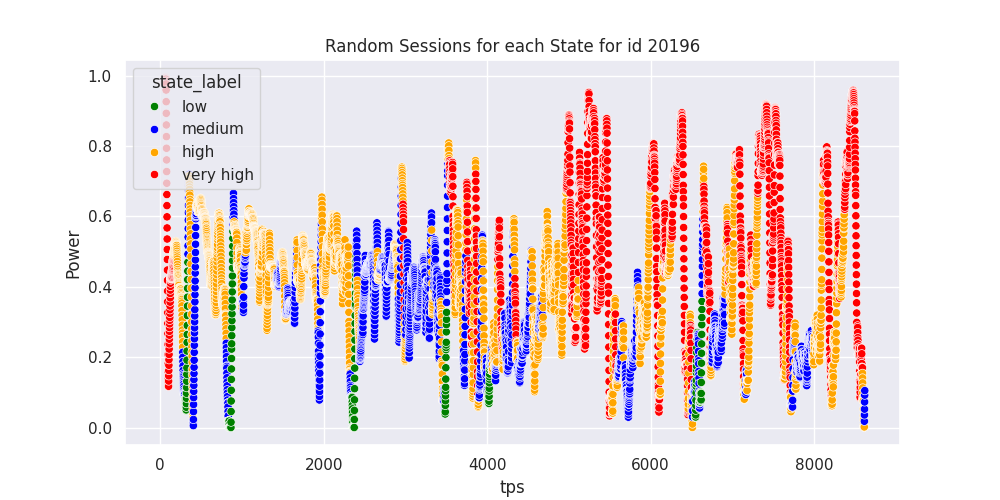 Random Sessions for each State for id 20196
state_label
low
medium
high
very high
1.0
0.8
0.6
0.4
0.2
0.0
Power
0
2000
4000
6000
8000
tps